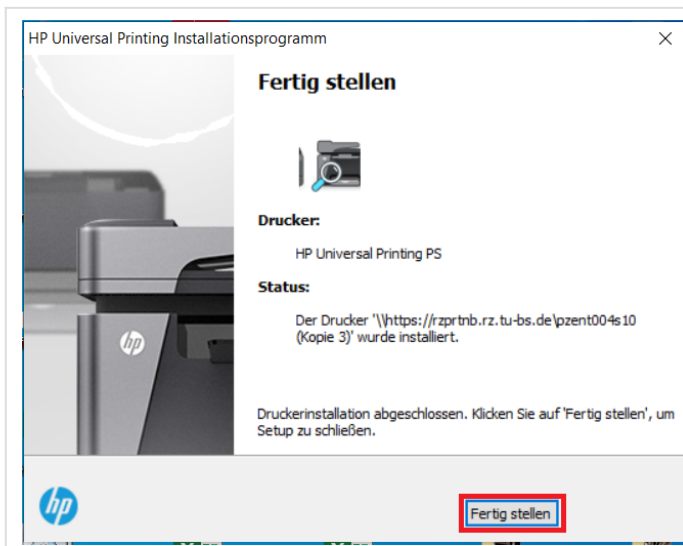 HP Universal Printing Installationsprogramm
Fertig stellen
Drucker:
HP Universal Printing PS
Status:
Der Drucker '\\https://rzprtnb.rz.tu-bs.de\pzent004s10
(Kopie 3)' wurde installiert.
Druckerinstallation abgeschlossen. Klicken Sie auf 'Fertig stellen', um
Setup zu schließen.
hp
hp
Fertig stellen